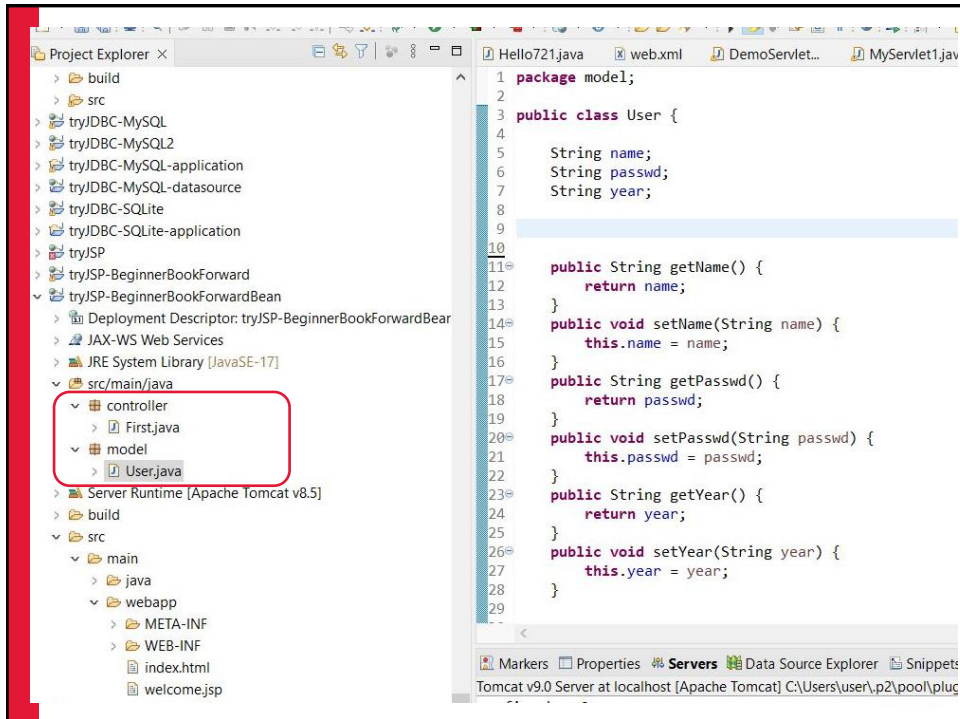 Project Explorer ×
build
src
tryJDBC-MySQL
tryJDBC-MySQL2
tryJDBC-MySQL-application
tryJDBC-MySQL-datasource
tryJDBC-SQLite
tryJDBC-SQLite-application
tryJSP
tryJSP-BeginnerBookForward
tryJSP-BeginnerBookForwardBean
Deployment Descriptor: tryJSP-BeginnerBookForwardBear
JAX-WS Web Services
JRE System Library [JavaSE-17]
src/main/java
controller
First.java
model
User.java
Server Runtime [Apache Tomcat v8.5]
build
src
main
java
webapp
META-INF
WEB-INF
index.html
welcome.jsp
Hello721.java web.xml DemoServlet... MyServlet1.jav
1 package model;
2
3 public class User {
4
5 String name;
6 String passwd;
7 String year;
8
9
10
11 public String getName() {
12 return name;
13 }
14 public void setName(String name) {
15 this.name = name;
16 }
17 public String getPasswd() {
18 return passwd;
19 }
20 public void setPasswd(String passwd) {
21 this.passwd = passwd;
22 }
23 public String getYear() {
24 return year;
25 }
26 public void setYear(String year) {
27 this.year = year;
28 }
29
Markers Properties Servers Data Source Explorer Snippets
Tomcat v9.0 Server at localhost [Apache Tomcat] C:\Users\user\.p2\pool\plug